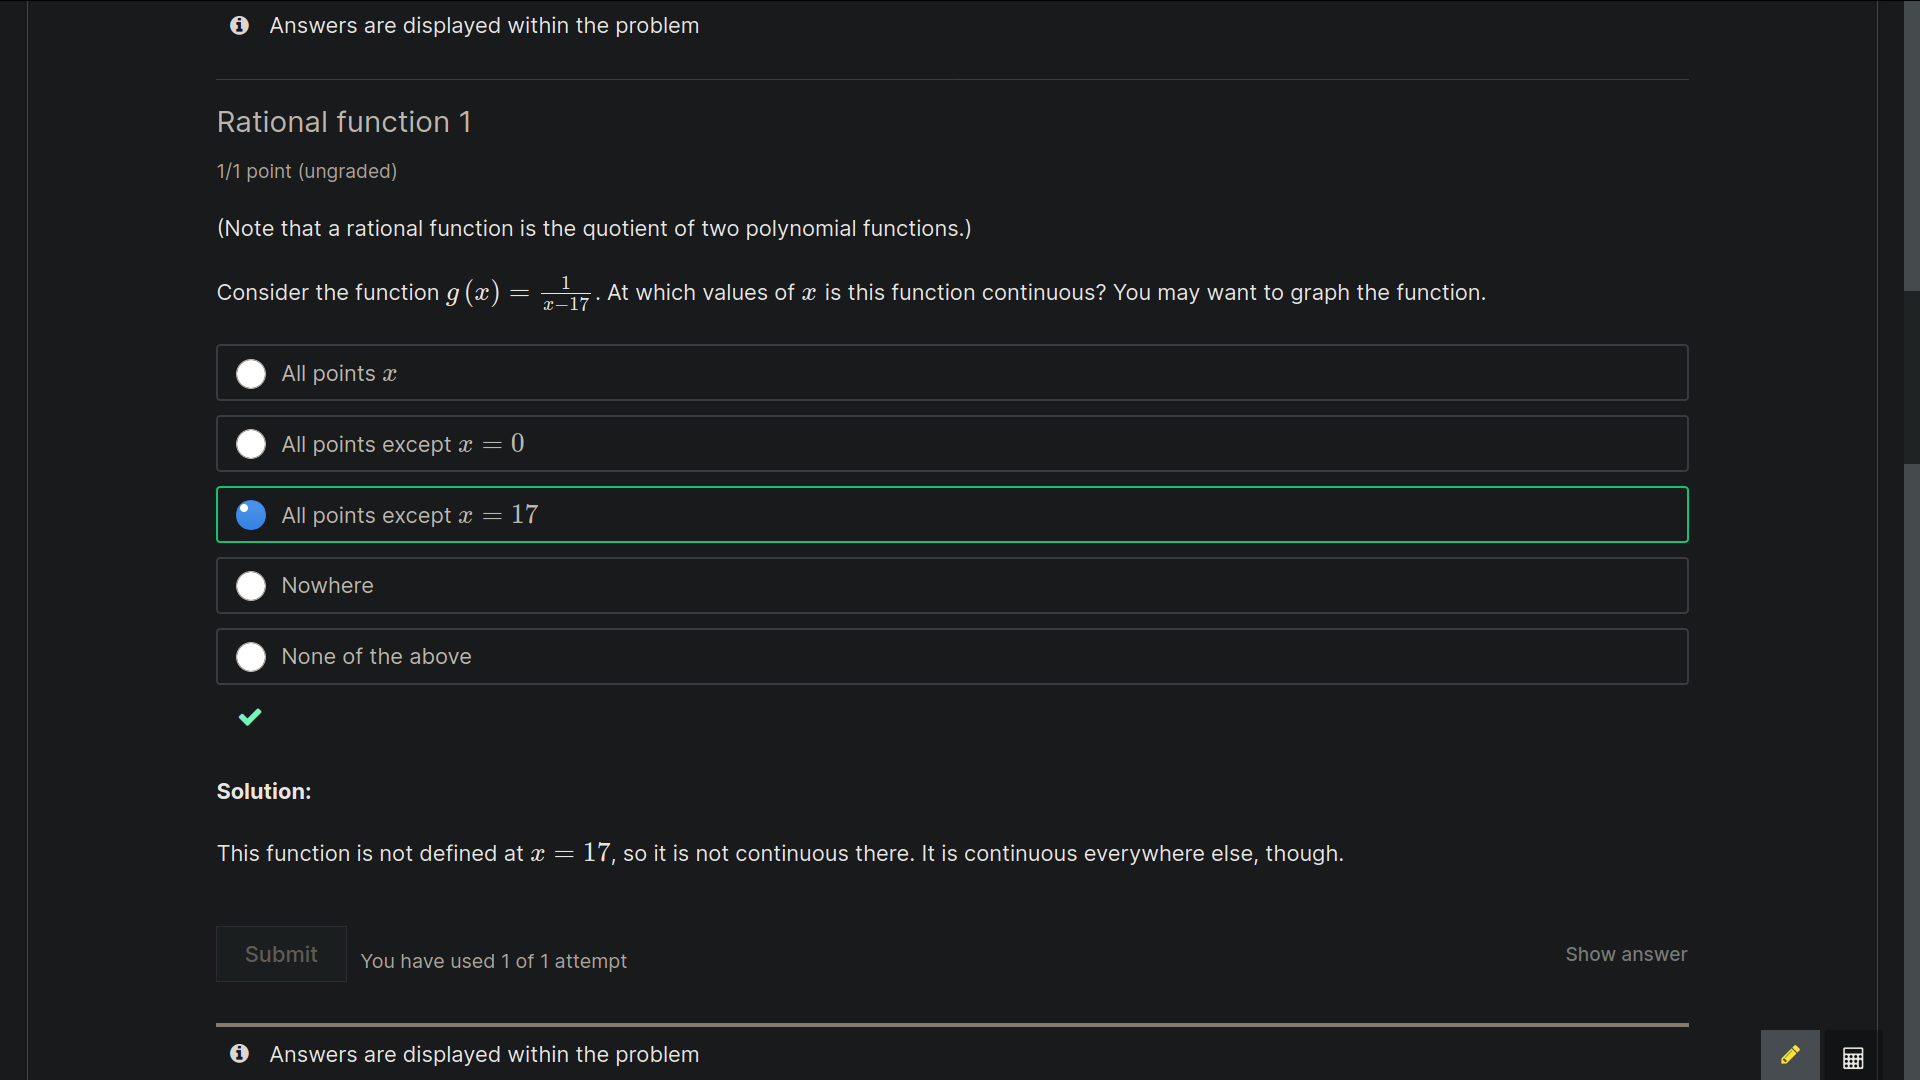 Answers are displayed within the problem
Rational function 1
1/1 point (ungraded)
(Note that a rational function is the quotient of two polynomial functions.)
Consider the function g(x) = 1/(x−17). At which values of x is this function continuous? You may want to graph the function.
All points x
All points except x = 0
All points except x = 17
Nowhere
None of the above
Solution:
This function is not defined at x = 17, so it is not continuous there. It is continuous everywhere else, though.
Submit
You have used 1 of 1 attempt
Show answer
Answers are displayed within the problem